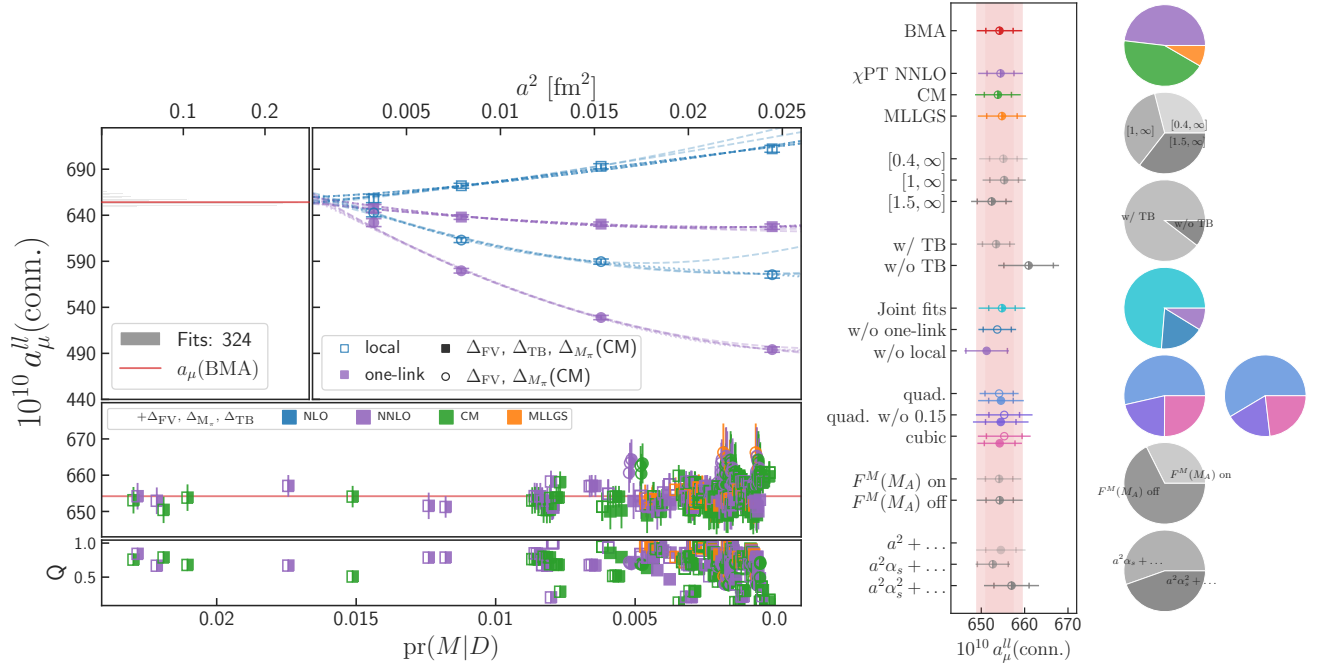 a² [fm²]
0.1 0.2 0.005 0.010 0.015 0.020 0.025
690
640
590
540
490
440
10¹⁰ a_μ^{ll}(conn.)
Fits: 324
a_μ(BMA)
local
one-link
Δ_FV, Δ_TB, Δ_{M_π}(CM)
Δ_FV, Δ_{M_π}(CM)
+Δ_FV, Δ_{M_π}, Δ_TB NLO NNLO CM MLLGS
670
660
650
1.0
0.5
Q
0.020 0.015 0.010 0.005 0.0
pr(M|D)
BMA
χPT NNLO
CM
MLLGS
[0.4, ∞]
[1, ∞]
[1.5, ∞]
w/ TB
w/o TB
Joint fits
w/o one-link
w/o local
quad.
quad. w/o 0.15
cubic
F^M(M_A) on
F^M(M_A) off
a² + …
a²α_s + …
a²α_s² + …
650 660 670
10¹⁰ a_μ^{ll}(conn.)
[0.4, ∞]
[1, ∞]
[1.5, ∞]
w/ TB
w/o TB
F^M(M_A) on
F^M(M_A) off
a²α_s + …
a²α_s² + …